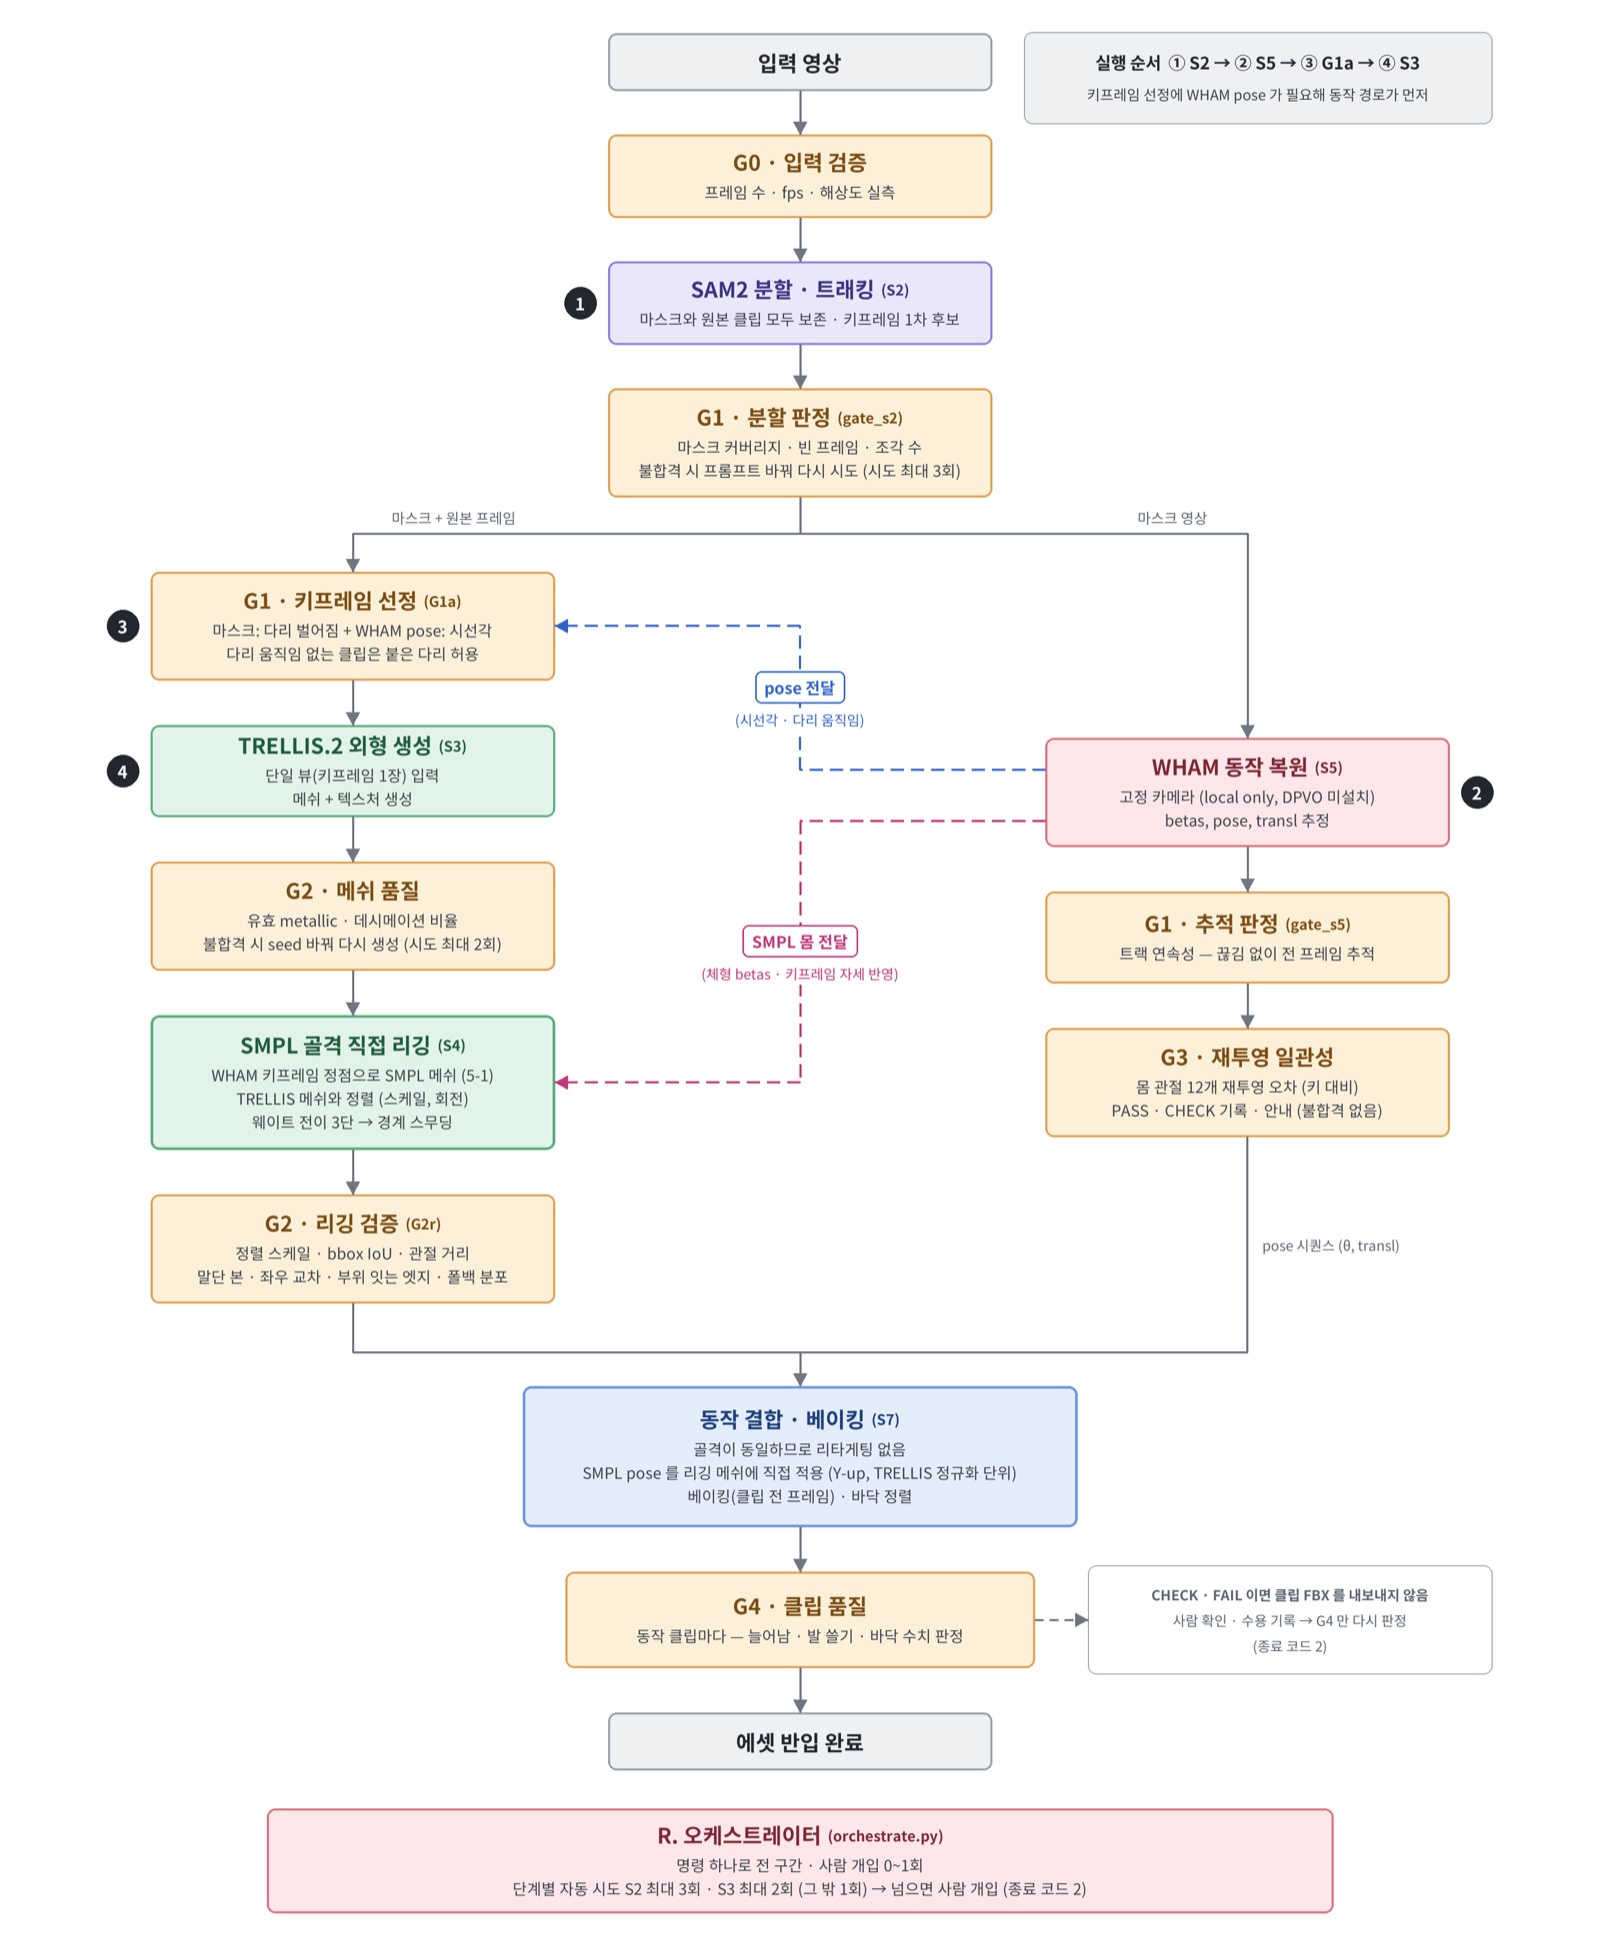 입력 영상
실행 순서 ① S2 → ② S5 → ③ G1a → ④ S3
키프레임 선정에 WHAM pose 가 필요해 동작 경로가 먼저
G0 · 입력 검증
프레임 수 · fps · 해상도 실측
1
SAM2 분할 · 트래킹 (S2)
마스크와 원본 클립 모두 보존 · 키프레임 1차 후보
G1 · 분할 판정 (gate_s2)
마스크 커버리지 · 빈 프레임 · 조각 수
불합격 시 프롬프트 바꿔 다시 시도 (시도 최대 3회)
마스크 + 원본 프레임
마스크 영상
3
G1 · 키프레임 선정 (G1a)
마스크: 다리 벌어짐 + WHAM pose: 시선각
다리 움직임 없는 클립은 붙은 다리 허용
pose 전달
(시선각 · 다리 움직임)
4
TRELLIS.2 외형 생성 (S3)
단일 뷰(키프레임 1장) 입력
메쉬 + 텍스처 생성
WHAM 동작 복원 (S5)
고정 카메라 (local only, DPVO 미설치)
betas, pose, transl 추정
2
G2 · 메쉬 품질
유효 metallic · 데시메이션 비율
불합격 시 seed 바꿔 다시 생성 (시도 최대 2회)
SMPL 몸 전달
(체형 betas · 키프레임 자세 반영)
G1 · 추적 판정 (gate_s5)
트랙 연속성 — 끊김 없이 전 프레임 추적
SMPL 골격 직접 리깅 (S4)
WHAM 키프레임 정점으로 SMPL 메쉬 (5-1)
TRELLIS 메쉬와 정렬 (스케일, 회전)
웨이트 전이 3단 → 경계 스무딩
G3 · 재투영 일관성
몸 관절 12개 재투영 오차 (키 대비)
PASS · CHECK 기록 · 안내 (불합격 없음)
G2 · 리깅 검증 (G2r)
정렬 스케일 · bbox IoU · 관절 거리
말단 본 · 좌우 교차 · 부위 잇는 엣지 · 폴백 분포
pose 시퀀스 (θ, transl)
동작 결합 · 베이킹 (S7)
골격이 동일하므로 리타게팅 없음
SMPL pose 를 리깅 메쉬에 직접 적용 (Y-up, TRELLIS 정규화 단위)
베이킹(클립 전 프레임) · 바닥 정렬
G4 · 클립 품질
동작 클립마다 — 늘어남 · 발 쓸기 · 바닥 수치 판정
CHECK · FAIL 이면 클립 FBX 를 내보내지 않음
사람 확인 · 수용 기록 → G4 만 다시 판정
(종료 코드 2)
에셋 반입 완료
R. 오케스트레이터 (orchestrate.py)
명령 하나로 전 구간 · 사람 개입 0~1회
단계별 자동 시도 S2 최대 3회 · S3 최대 2회 (그 밖 1회) → 넘으면 사람 개입 (종료 코드 2)